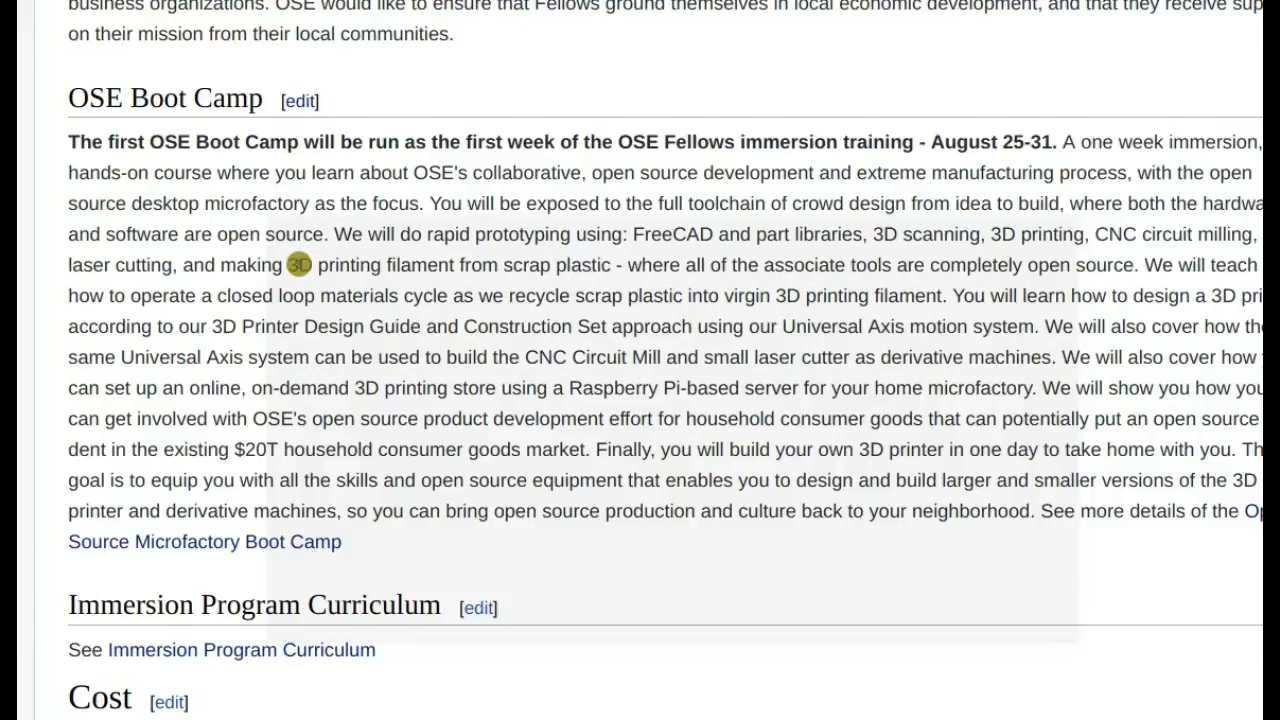 business organizations. OSE would like to ensure that Fellows ground themselves in local economic development, and that they receive sup
on their mission from their local communities.
OSE Boot Camp [edit]
The first OSE Boot Camp will be run as the first week of the OSE Fellows immersion training - August 25-31. A one week immersion,
hands-on course where you learn about OSE's collaborative, open source development and extreme manufacturing process, with the open
source desktop microfactory as the focus. You will be exposed to the full toolchain of crowd design from idea to build, where both the hardwa
and software are open source. We will do rapid prototyping using: FreeCAD and part libraries, 3D scanning, 3D printing, CNC circuit milling,
laser cutting, and making 3D printing filament from scrap plastic - where all of the associate tools are completely open source. We will teach
how to operate a closed loop materials cycle as we recycle scrap plastic into virgin 3D printing filament. You will learn how to design a 3D pri
according to our 3D Printer Design Guide and Construction Set approach using our Universal Axis motion system. We will also cover how the
same Universal Axis system can be used to build the CNC Circuit Mill and small laser cutter as derivative machines. We will also cover how
can set up an online, on-demand 3D printing store using a Raspberry Pi-based server for your home microfactory. We will show you how you
can get involved with OSE's open source product development effort for household consumer goods that can potentially put an open source
dent in the existing $20T household consumer goods market. Finally, you will build your own 3D printer in one day to take home with you. Th
goal is to equip you with all the skills and open source equipment that enables you to design and build larger and smaller versions of the 3D
printer and derivative machines, so you can bring open source production and culture back to your neighborhood. See more details of the Op
Source Microfactory Boot Camp
Immersion Program Curriculum [edit]
See Immersion Program Curriculum
Cost [edit]